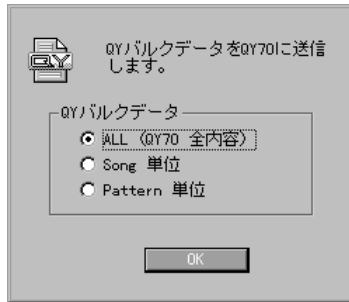 QY
QYバルクデータをQY70に送信
します。
QYバルクデータ
ALL (QY70 全内容)
Song 単位
Pattern 単位
OK